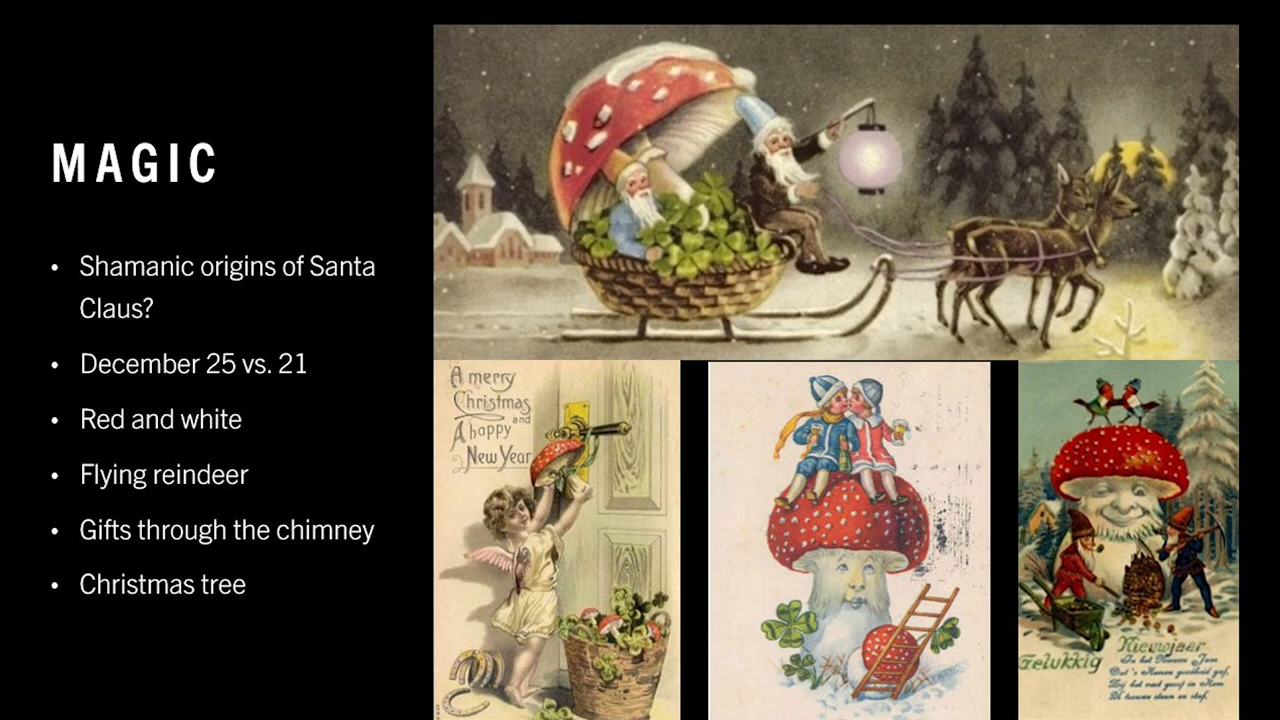 MAGIC
• Shamanic origins of Santa
Claus?
• December 25 vs. 21
• Red and white
• Flying reindeer
• Gifts through the chimney
• Christmas tree
A merry
Christmas
and
A happy
New Year
Gelukkig Nieuwjaar